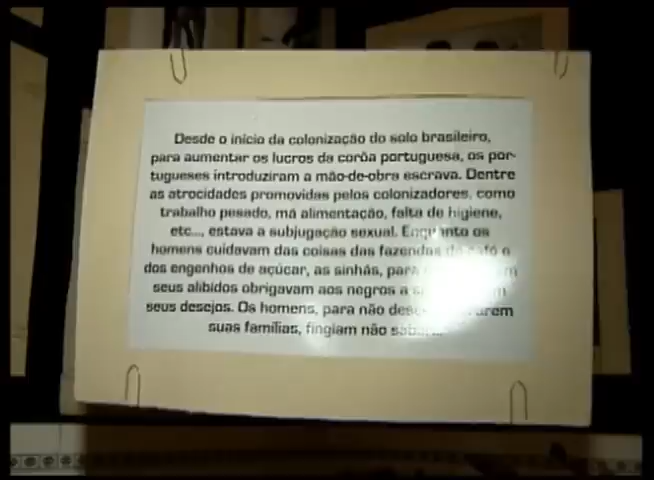 Desde o início da colonização do solo brasileiro,
para aumentar os lucros da corôa portuguesa, os por-
tugueses introduziram a mão-de-obra escrava. Dentre
as atrocidades promovidas pelos colonizadores, como
trabalho pesado, má alimentação, falta de higiene,
etc..., estava a subjugação sexual. Enquanto os
homens cuidavam das coisas das fazendas de café e
dos engenhos de açúcar, as sinhás, para
seus alibidos obrigavam aos negros a
seus desejos. Os homens, para não
suas famílias, fingiam não